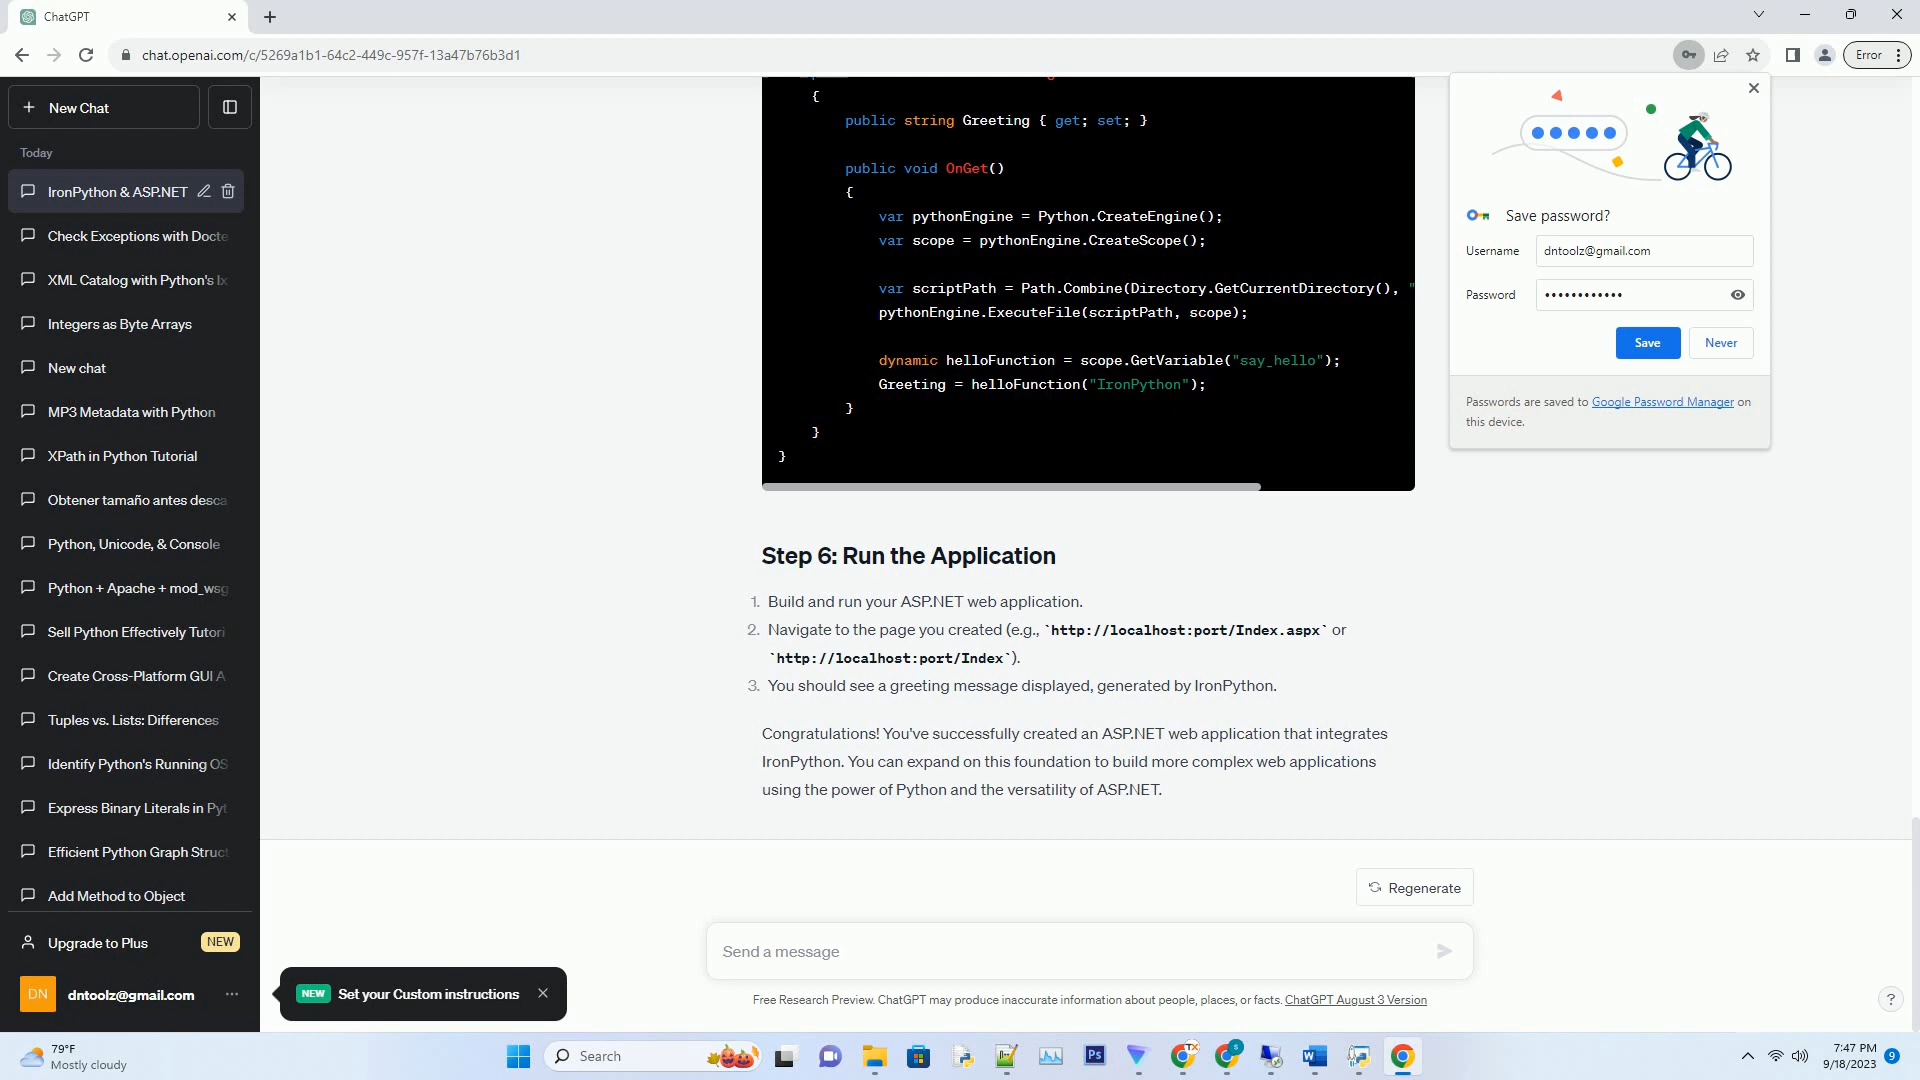 ChatGPT
chat.openai.com/c/5269a1b1-64c2-449c-957f-13a47b76b3d1
Error
New Chat
Today
IronPython & ASP.NET
Check Exceptions with Docte
XML Catalog with Python's lx
Integers as Byte Arrays
New chat
MP3 Metadata with Python
XPath in Python Tutorial
Obtener tamaño antes desca
Python, Unicode, & Console
Python + Apache + mod_wsg
Sell Python Effectively Tutori
Create Cross-Platform GUI A
Tuples vs. Lists: Differences
Identify Python's Running OS
Express Binary Literals in Pyt
Efficient Python Graph Struct
Add Method to Object
Upgrade to Plus
NEW
DN
dntoolz@gmail.com
{
public string Greeting { get; set; }
public void OnGet()
{
var pythonEngine = Python.CreateEngine();
var scope = pythonEngine.CreateScope();
var scriptPath = Path.Combine(Directory.GetCurrentDirectory(), "
pythonEngine.ExecuteFile(scriptPath, scope);
dynamic helloFunction = scope.GetVariable("say_hello");
Greeting = helloFunction("IronPython");
}
}
}
Step 6: Run the Application
1. Build and run your ASP.NET web application.
2. Navigate to the page you created (e.g., `http://localhost:port/Index.aspx` or
`http://localhost:port/Index`).
3. You should see a greeting message displayed, generated by IronPython.
Congratulations! You've successfully created an ASP.NET web application that integrates
IronPython. You can expand on this foundation to build more complex web applications
using the power of Python and the versatility of ASP.NET.
Regenerate
Send a message
Free Research Preview. ChatGPT may produce inaccurate information about people, places, or facts. ChatGPT August 3 Version
NEW Set your Custom instructions
?
Save password?
Username dntoolz@gmail.com
Password ••••••••••••
Save Never
Passwords are saved to Google Password Manager on
this device.
79°F
Mostly cloudy
Search
Ps
7:47 PM
9/18/2023
9